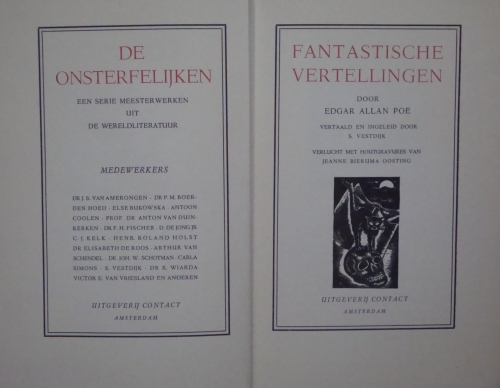 DE
ONSTERFELIJKEN
EEN SERIE MEESTERWERKEN
UIT
DE WERELDLITERATUUR
MEDEWERKERS
DR J. B. VAN AMERONGEN - DR P. M. BOER-
DEN HOED - ELSE BUKOWSKA - ANTOON
COOLEN - PROF. DR ANTON VAN DUIN-
KERKEN - DR F. H. FISCHER - D. DE JONG JR
C. J. KELK - HENR. ROLAND HOLST
DR ELISABETH DE ROOS - ARTHUR VAN
SCHENDEL - DR JOH. W. SCHOTMAN - CARLA
SIMONS - S. VESTDIJK - DR S. WIARDA
VICTOR E. VAN VRIESLAND EN ANDEREN
UITGEVERIJ CONTACT
AMSTERDAM
FANTASTISCHE
VERTELLINGEN
DOOR
EDGAR ALLAN POE
VERTAALD EN INGELEID DOOR
S. VESTDIJK
VERLUCHT MET HOUTGRAVURES VAN
JEANNE BIERUMA OOSTING
UITGEVERIJ CONTACT
AMSTERDAM